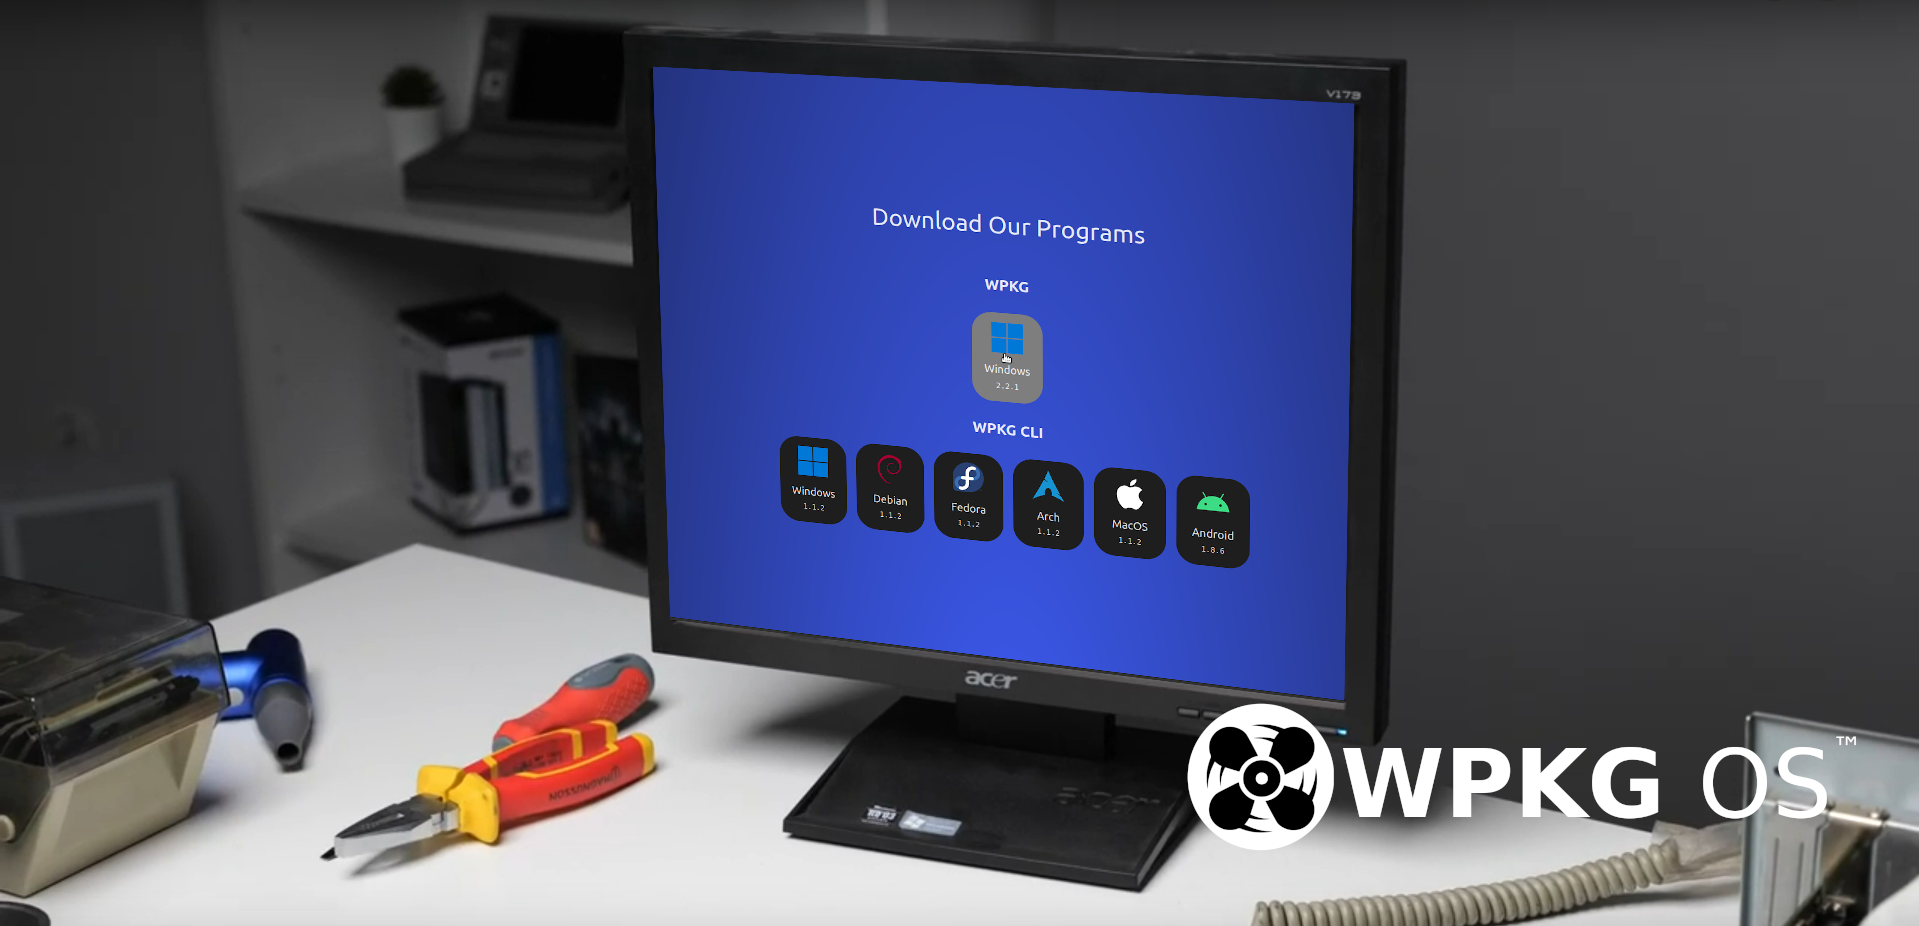 V173
Download Our Programs
WPKG
Windows
2.2.1
WPKG CLI
Windows
1.1.2
Debian
1.1.2
Fedora
1.1.2
Arch
1.1.2
MacOS
1.1.2
Android
1.8.6
acer
acer
WPKG OS™